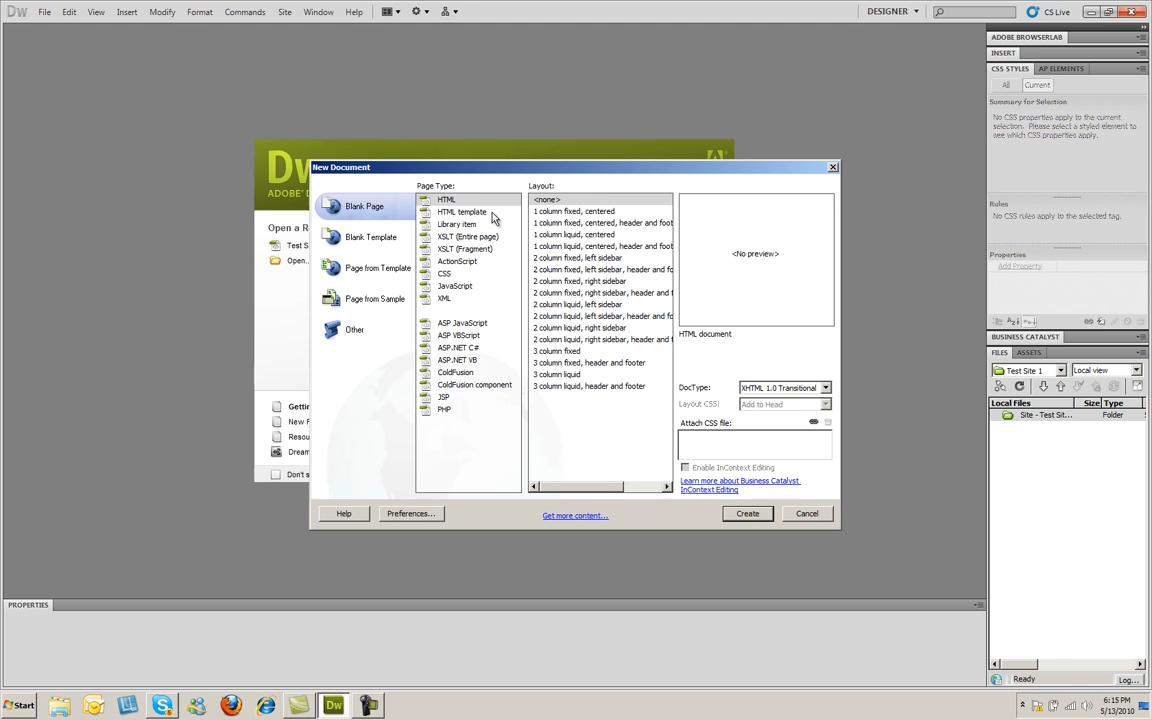 Dw File Edit View Insert Modify Format Commands Site Window Help
DESIGNER CS Live
ADOBE BROWSERLAB
INSERT
CSS STYLES AP ELEMENTS
All Current
Summary for Selection
No CSS properties apply to the current
selection. Please select a styled element to
see which CSS properties apply.
Rules
No CSS rules apply to the selected tag.
Properties
Add Property
BUSINESS CATALYST
FILES ASSETS
Test Site 1 Local view
Local Files Size Type
Site - Test Sit... Folder
Ready Log...
Dw
ADOBE
Open a R
Test S
Open...
Getti
New F
Resou
Dream
Don't s
New Document
Blank Page
Blank Template
Page from Template
Page from Sample
Other
Page Type:
HTML
HTML template
Library item
XSLT (Entire page)
XSLT (Fragment)
ActionScript
CSS
JavaScript
XML
ASP JavaScript
ASP VBScript
ASP.NET C#
ASP.NET VB
ColdFusion
ColdFusion component
JSP
PHP
Layout:
<none>
1 column fixed, centered
1 column fixed, centered, header and foot
1 column liquid, centered
1 column liquid, centered, header and foot
2 column fixed, left sidebar
2 column fixed, left sidebar, header and fo
2 column fixed, right sidebar
2 column fixed, right sidebar, header and f
2 column liquid, left sidebar
2 column liquid, left sidebar, header and fo
2 column liquid, right sidebar
2 column liquid, right sidebar, header and f
3 column fixed
3 column fixed, header and footer
3 column liquid
3 column liquid, header and footer
<No preview>
HTML document
DocType: XHTML 1.0 Transitional
Layout CSS: Add to Head
Attach CSS file:
Enable InContext Editing
Learn more about Business Catalyst
InContext Editing
Help Preferences... Get more content... Create Cancel
PROPERTIES
Start Dw 6:15 PM
5/13/2010